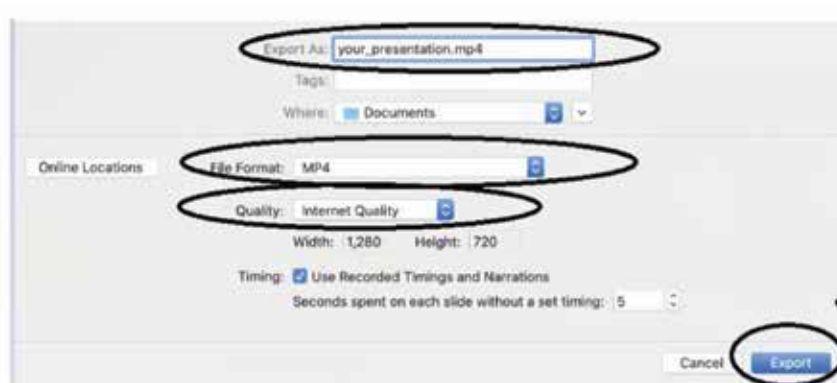 Export As: your_presentation.mp4
Tags:
Where: Documents
Online Locations File Format: MP4
Quality: Internet Quality
Width: 1,280 Height: 720
Timing: Use Recorded Timings and Narrations
Seconds spent on each slide without a set timing: 5
Cancel Export